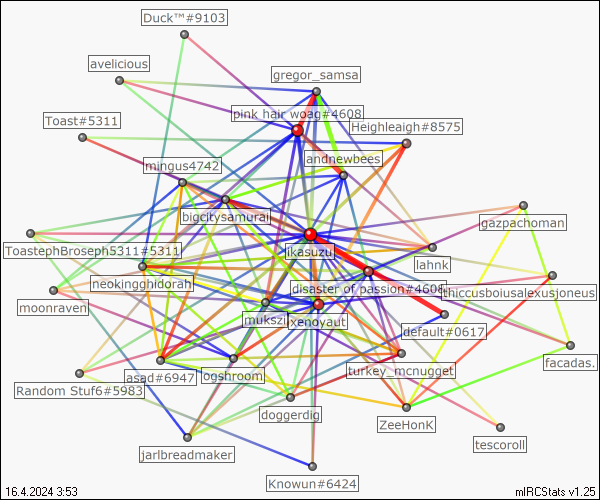 Duck™#9103
avelicious
gregor_samsa
pink hair woag#4608
Toast#5311
Heighleaigh#8575
andnewbees
mingus4742
bigcitysamurai
gazpachoman
ToastephBroseph5311#5311
jkasuzu
lahnk
neokingghidorah
disaster of passion#4608
thiccusboiusalexusjoneus
moonraven
mukszi
xenoyaut
default#0617
facadas.
turkey_mcnugget
asad#6947
ogshroom
Random Stuf6#5983
doggerdig
ZeeHonK
tescoroll
jarlbreadmaker
Knowun#6424
16.4.2024 3:53
mIRCStats v1.25